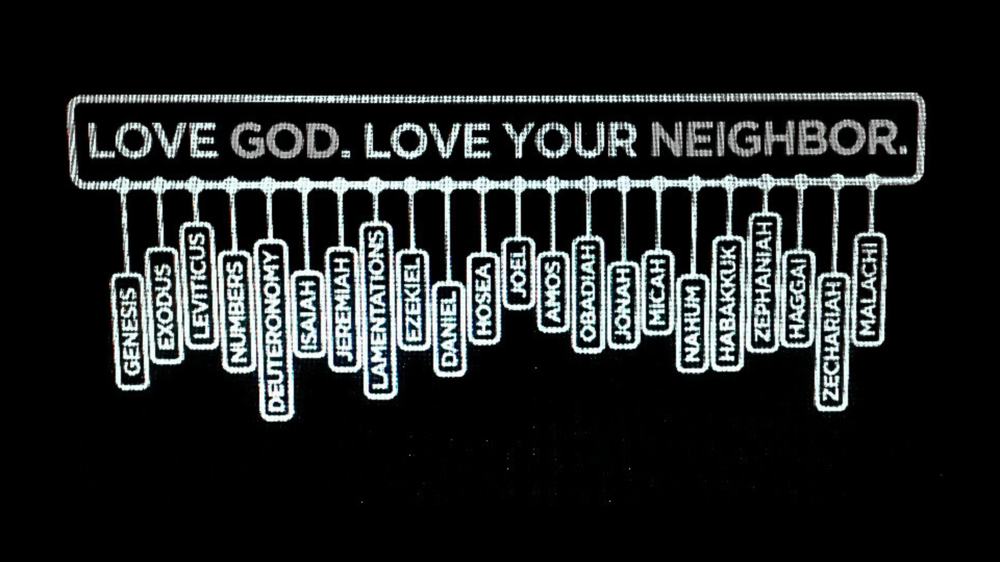 LOVE GOD. LOVE YOUR NEIGHBOR.
GENESIS
EXODUS
LEVITICUS
NUMBERS
DEUTERONOMY
ISAIAH
JEREMIAH
LAMENTATIONS
EZEKIEL
DANIEL
HOSEA
JOEL
AMOS
OBADIAH
JONAH
MICAH
NAHUM
HABAKKUK
ZEPHANIAH
HAGGAI
ZECHARIAH
MALACHI